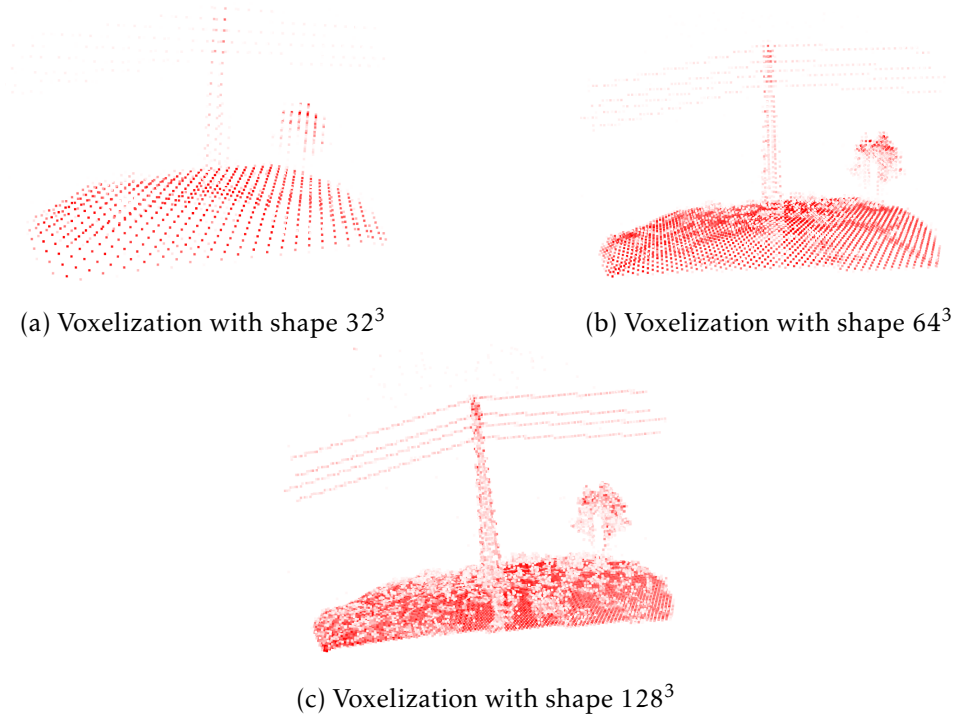 (a) Voxelization with shape 32³
(b) Voxelization with shape 64³
(c) Voxelization with shape 128³